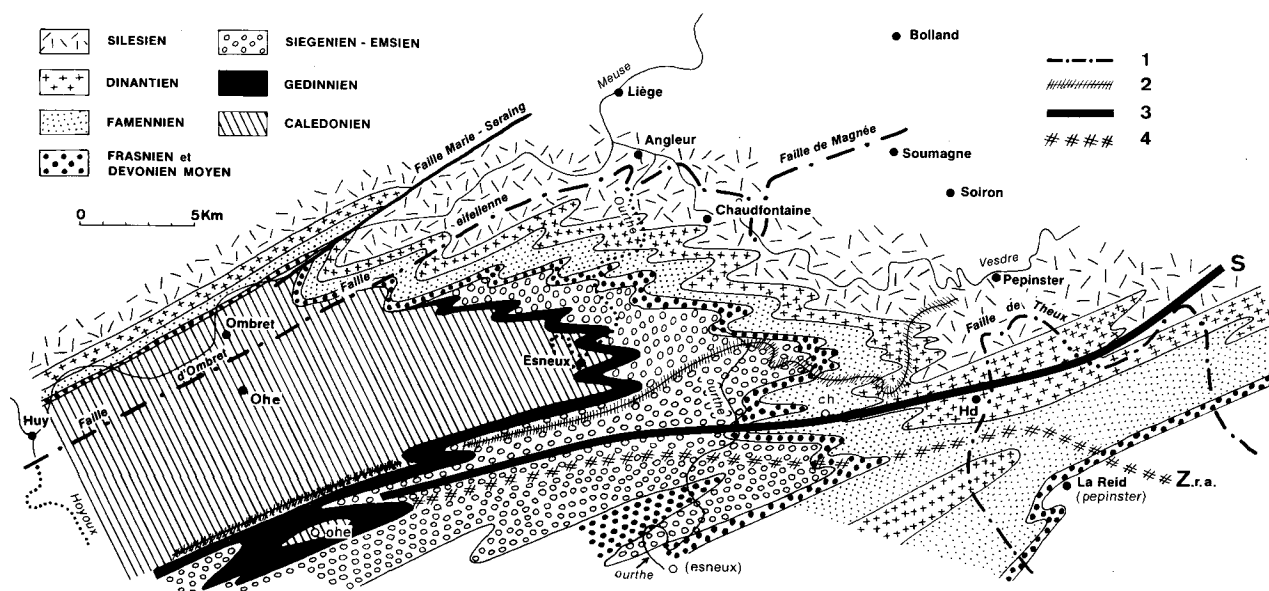 SILESIEN
DINANTIEN
FAMENNIEN
FRASNIEN et
DEVONIEN MOYEN
SIÈGENIEN - EMSIEN
GEDINNIEN
CALEDONIEN
0 5Km
1
2
3
4
Bolland
Meuse
Liège
Angleur
Faille de Magnée
Soumagne
Soiron
Chaudfontaine
Faille Marie - Seraing
Faille eifelienne
Ourthe
Vesdre
Pepinster
S
Faille de Theux
Ombret
Faille d'Ombret
Ohe
Esneux
Huy
Hoyoux
ourthe
ch.
Hd
La Reid
(pepinster)
Z.r.a.
ohe
ourthe
(esneux)